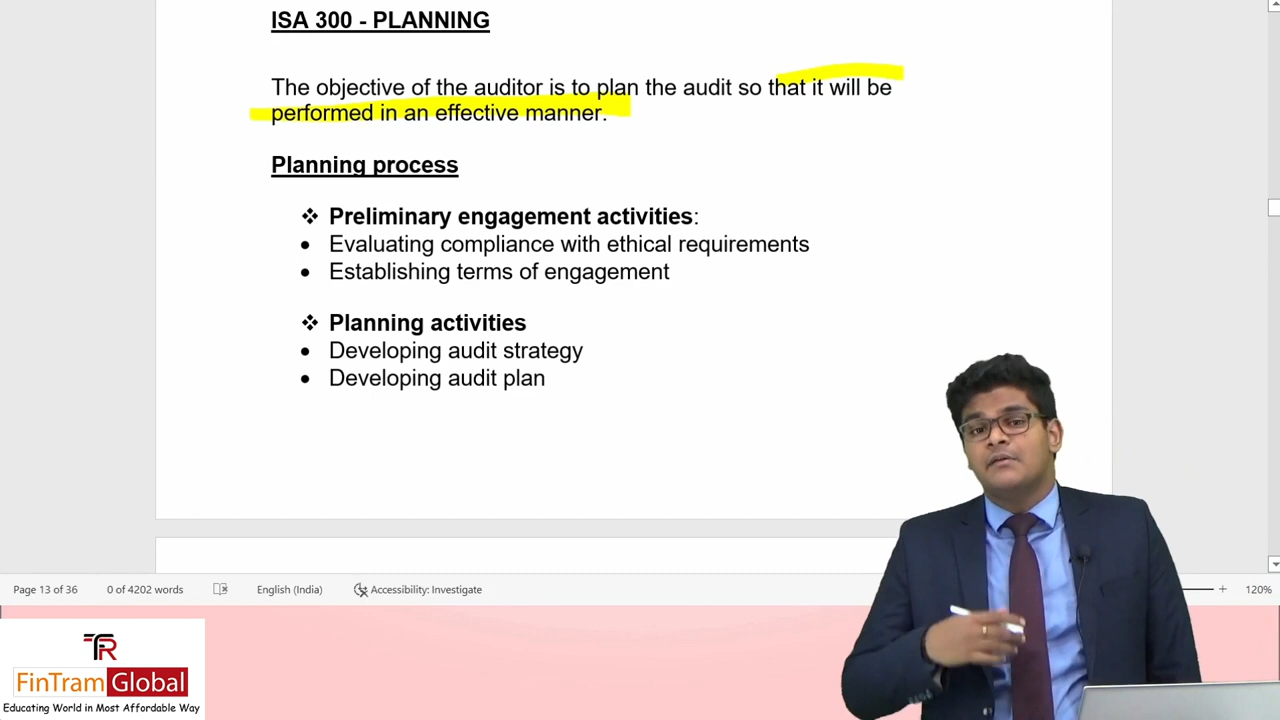 ISA 300 - PLANNING
The objective of the auditor is to plan the audit so that it will be
performed in an effective manner.
Planning process
❖ Preliminary engagement activities:
• Evaluating compliance with ethical requirements
• Establishing terms of engagement
❖ Planning activities
• Developing audit strategy
• Developing audit plan
Page 13 of 36 0 of 4202 words English (India) Accessibility: Investigate 120%
TFR
FinTram Global
Educating World in Most Affordable Way